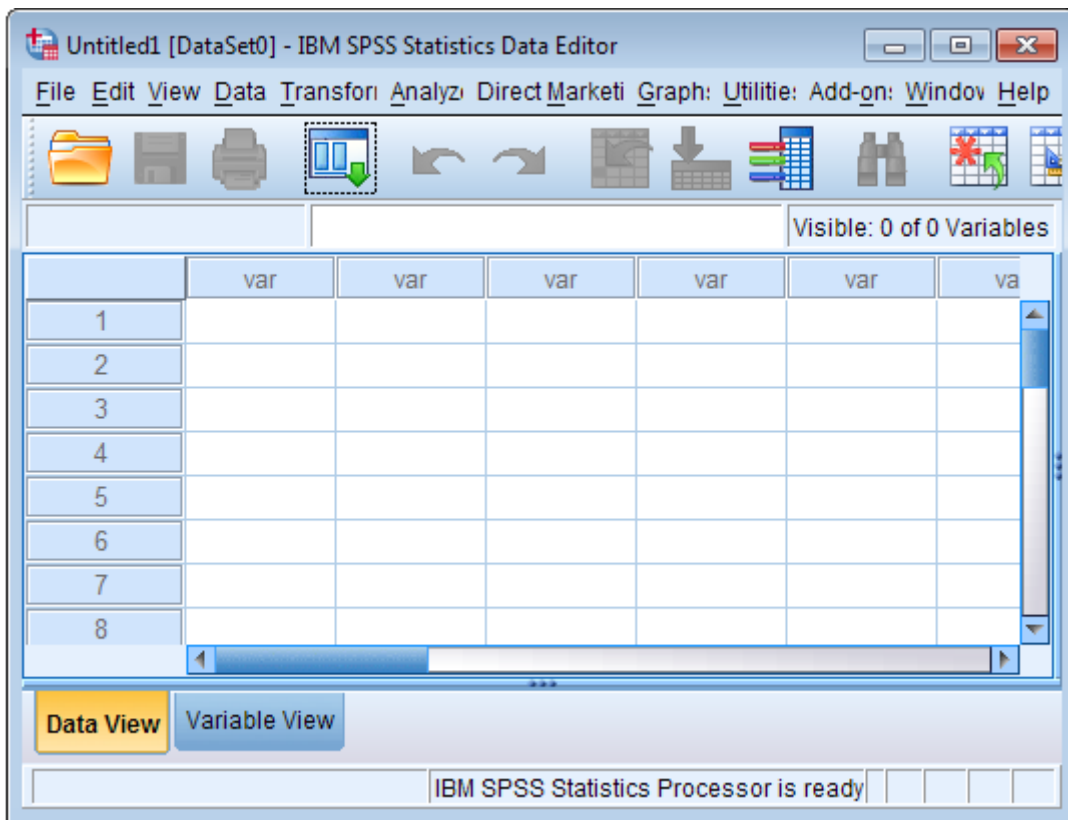 Untitled1 [DataSet0] - IBM SPSS Statistics Data Editor
File Edit View Data Transfor Analyz Direct Marketi Graph Utilitie Add-on Windov Help
Visible: 0 of 0 Variables
var var var var var va
1
2
3
4
5
6
7
8
Data View Variable View
IBM SPSS Statistics Processor is ready